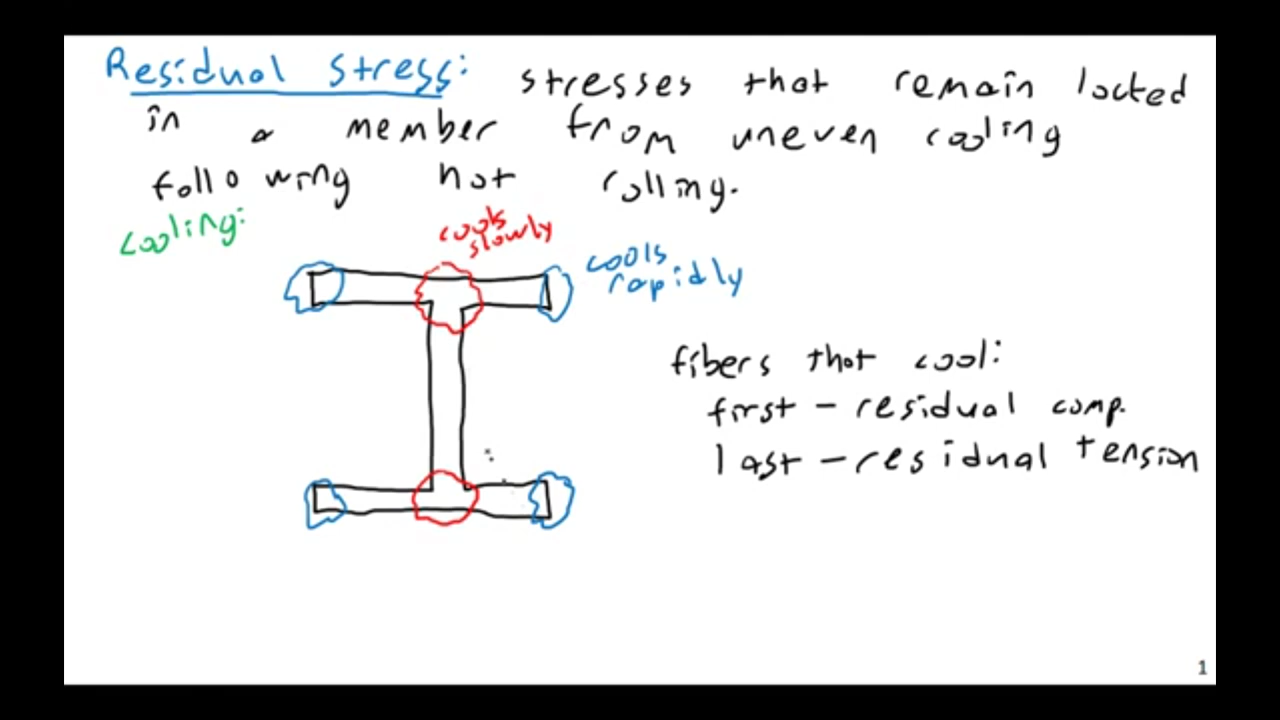 Residual stress: stresses that remain locked
in a member from uneven cooling
following hot rolling.
cooling:
cools
slowly
cools
rapidly
fibers that cool:
first - residual comp.
last - residual tension
1